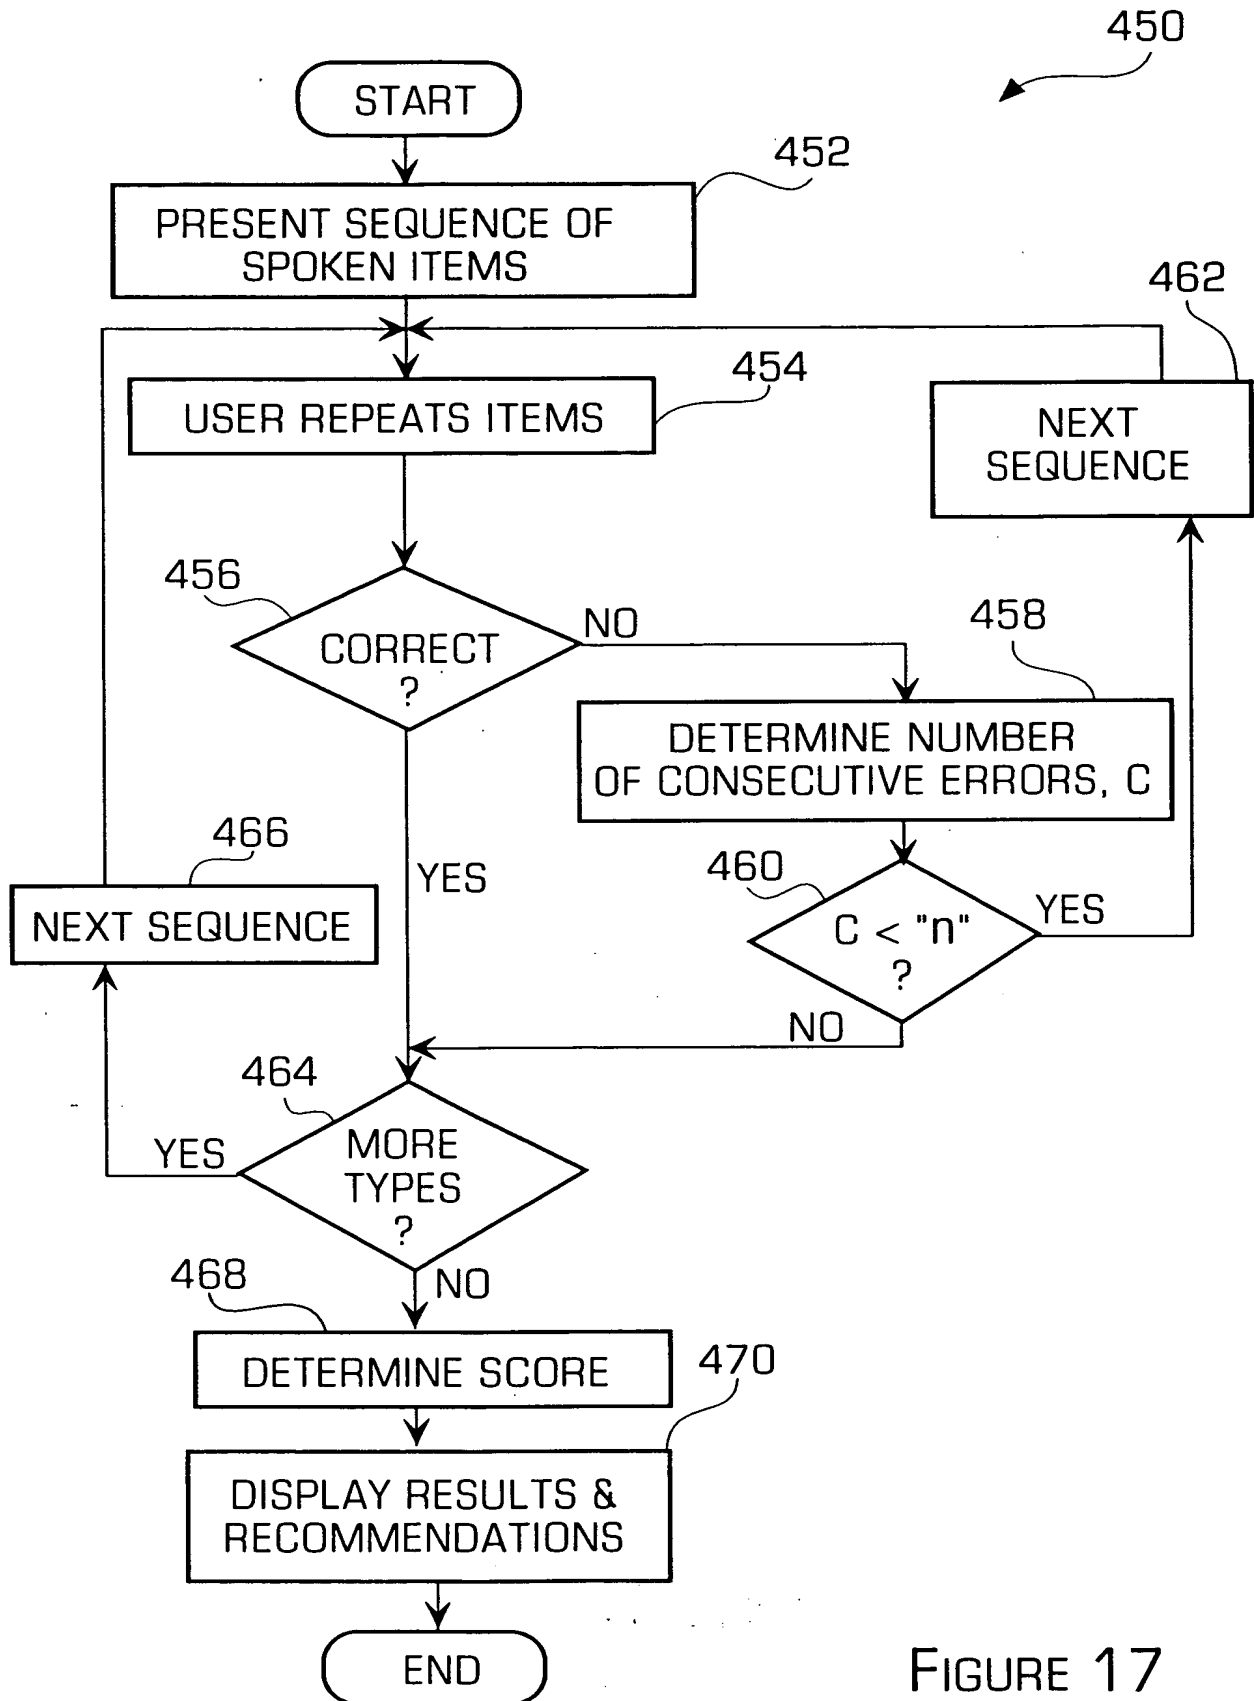 450
START
452
PRESENT SEQUENCE OF
SPOKEN ITEMS
462
454
USER REPEATS ITEMS
NEXT
SEQUENCE
456
CORRECT
?
NO
458
DETERMINE NUMBER
OF CONSECUTIVE ERRORS, C
466
YES
460
NEXT SEQUENCE
C < "n"
?
YES
NO
464
YES
MORE
TYPES
?
468
NO
DETERMINE SCORE
470
DISPLAY RESULTS &
RECOMMENDATIONS
END
FIGURE 17